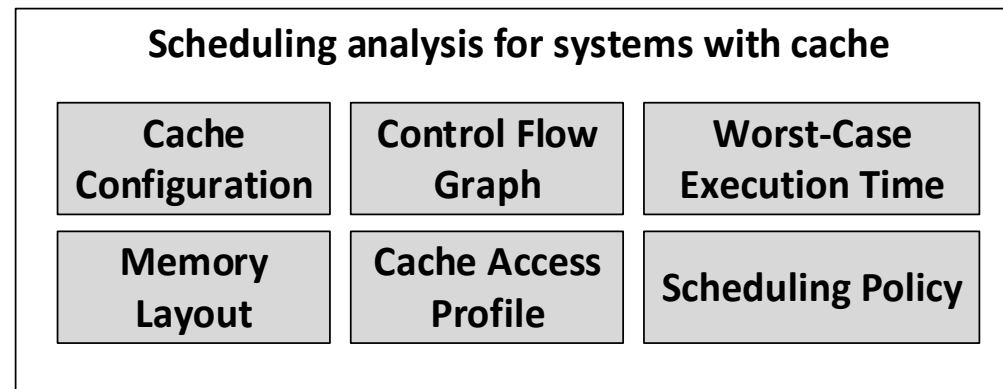 Scheduling analysis for systems with cache
Cache
Configuration
Control Flow
Graph
Worst-Case
Execution Time
Memory
Layout
Cache Access
Profile
Scheduling Policy